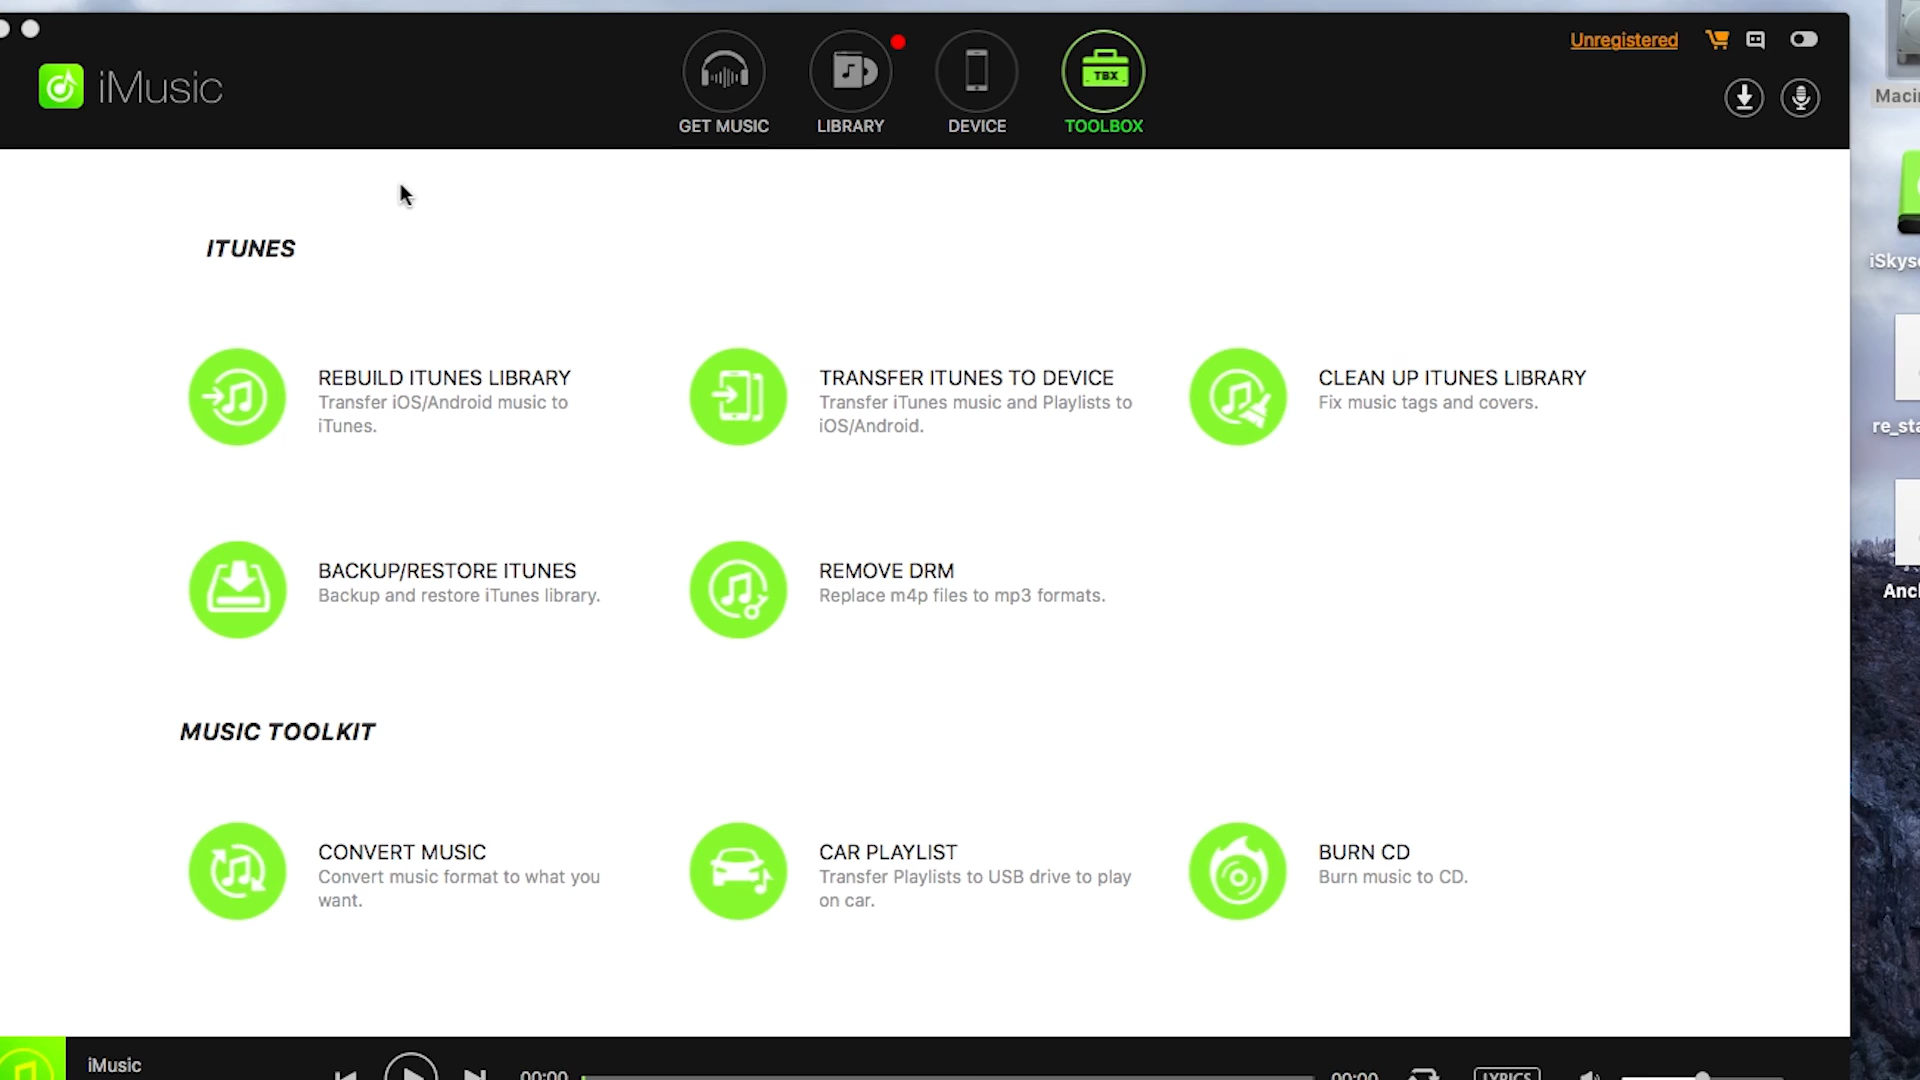 Unregistered
iMusic
TBX
GET MUSIC
LIBRARY
DEVICE
TOOLBOX
ITUNES
REBUILD ITUNES LIBRARY
Transfer iOS/Android music to
iTunes.
TRANSFER ITUNES TO DEVICE
Transfer iTunes music and Playlists to
iOS/Android.
CLEAN UP ITUNES LIBRARY
Fix music tags and covers.
BACKUP/RESTORE ITUNES
Backup and restore iTunes library.
REMOVE DRM
Replace m4p files to mp3 formats.
MUSIC TOOLKIT
CONVERT MUSIC
Convert music format to what you
want.
CAR PLAYLIST
Transfer Playlists to USB drive to play
on car.
BURN CD
Burn music to CD.
iMusic
00:00
00:00
LYRICS
Macin
iSkyso
re_sta
Anch